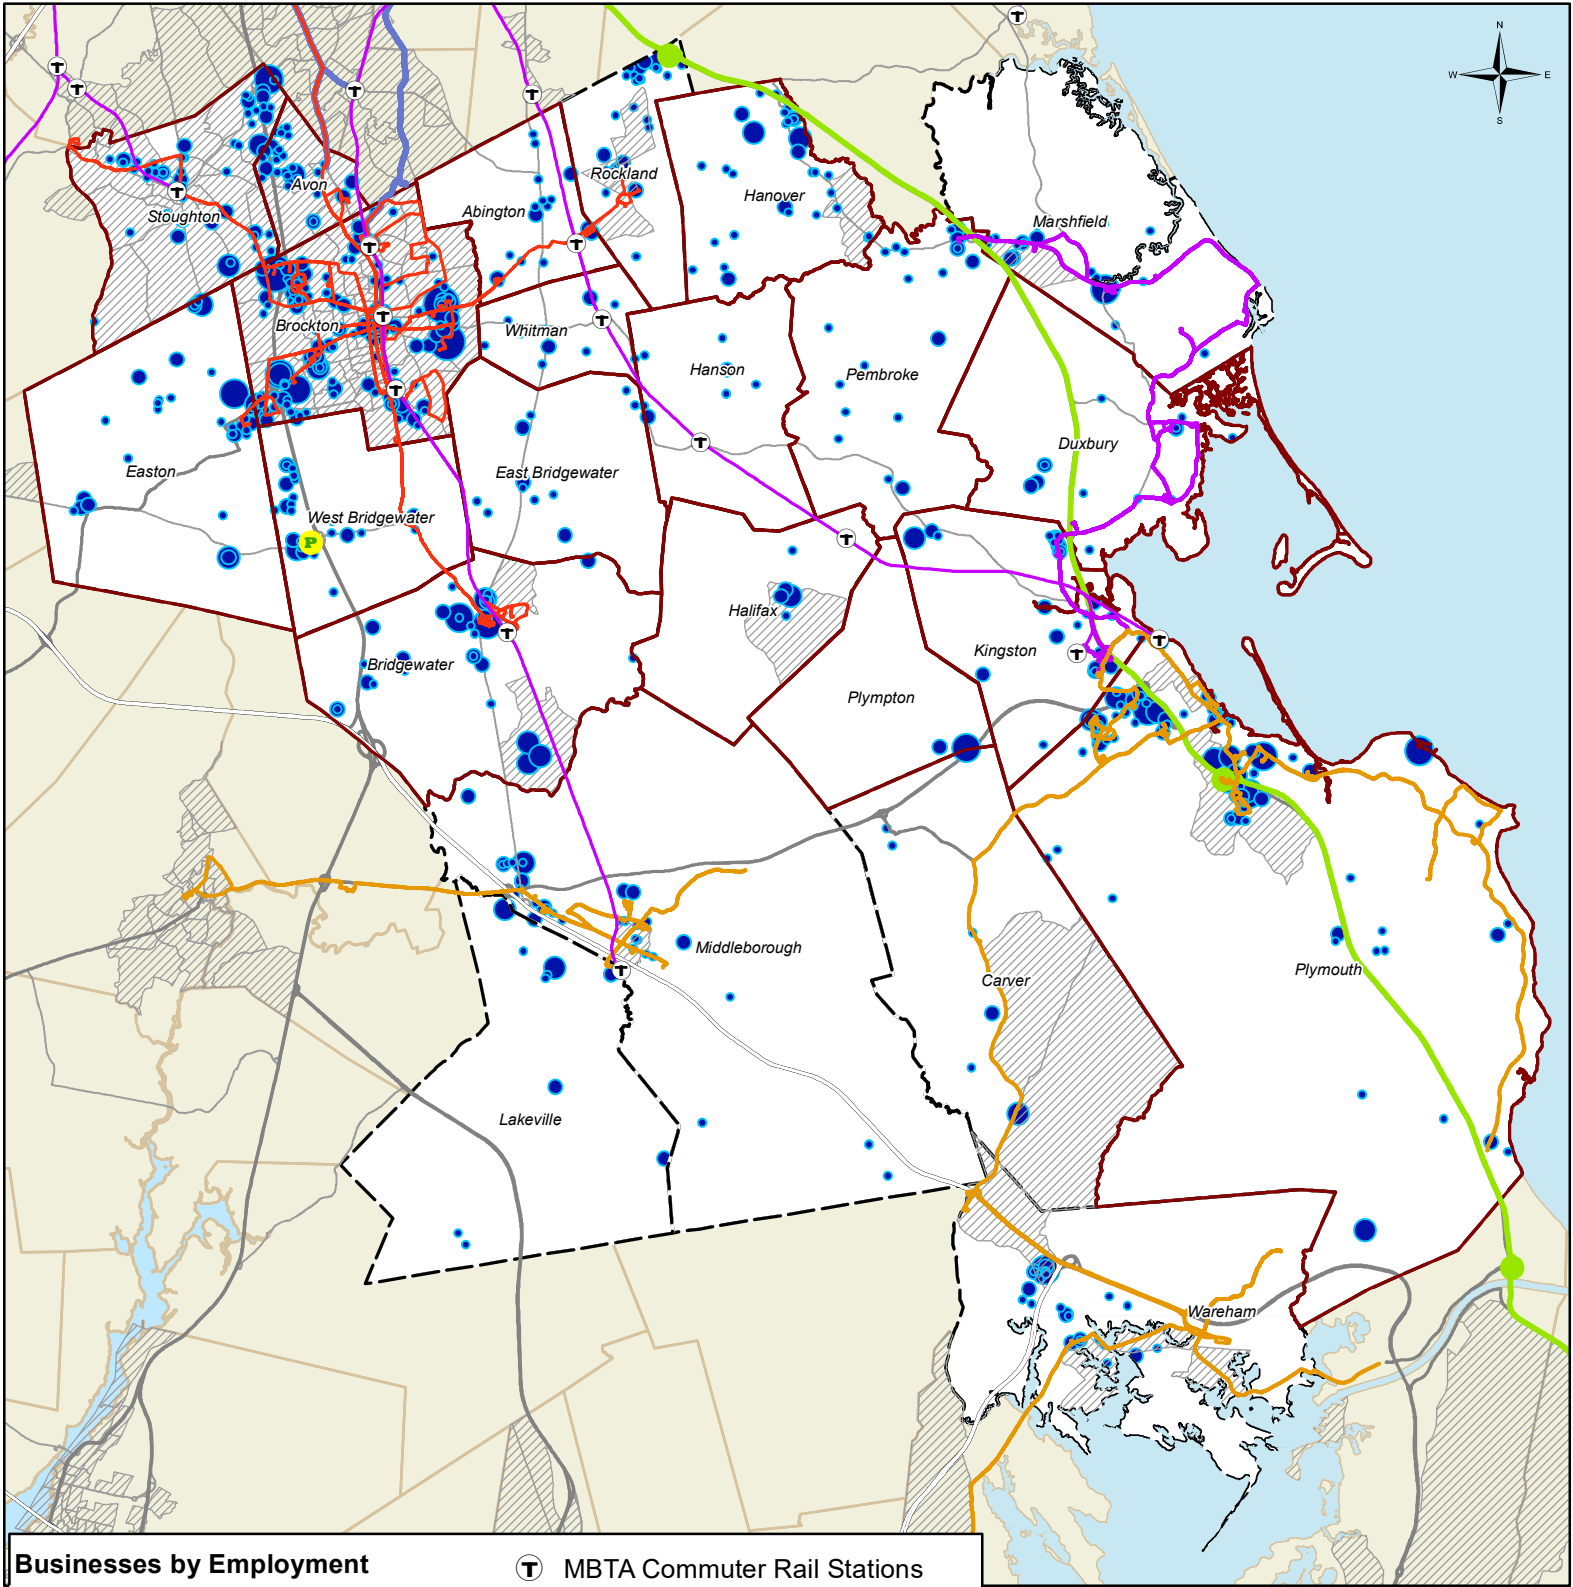 N
W E
S
Stoughton
Avon
Abington
Rockland
Hanover
Marshfield
Brockton
Whitman
Hanson
Pembroke
Duxbury
Easton
East Bridgewater
West Bridgewater
P
Halifax
Bridgewater
Kingston
Plympton
Middleborough
Carver
Plymouth
Lakeville
Wareham
Businesses by Employment
T MBTA Commuter Rail Stations